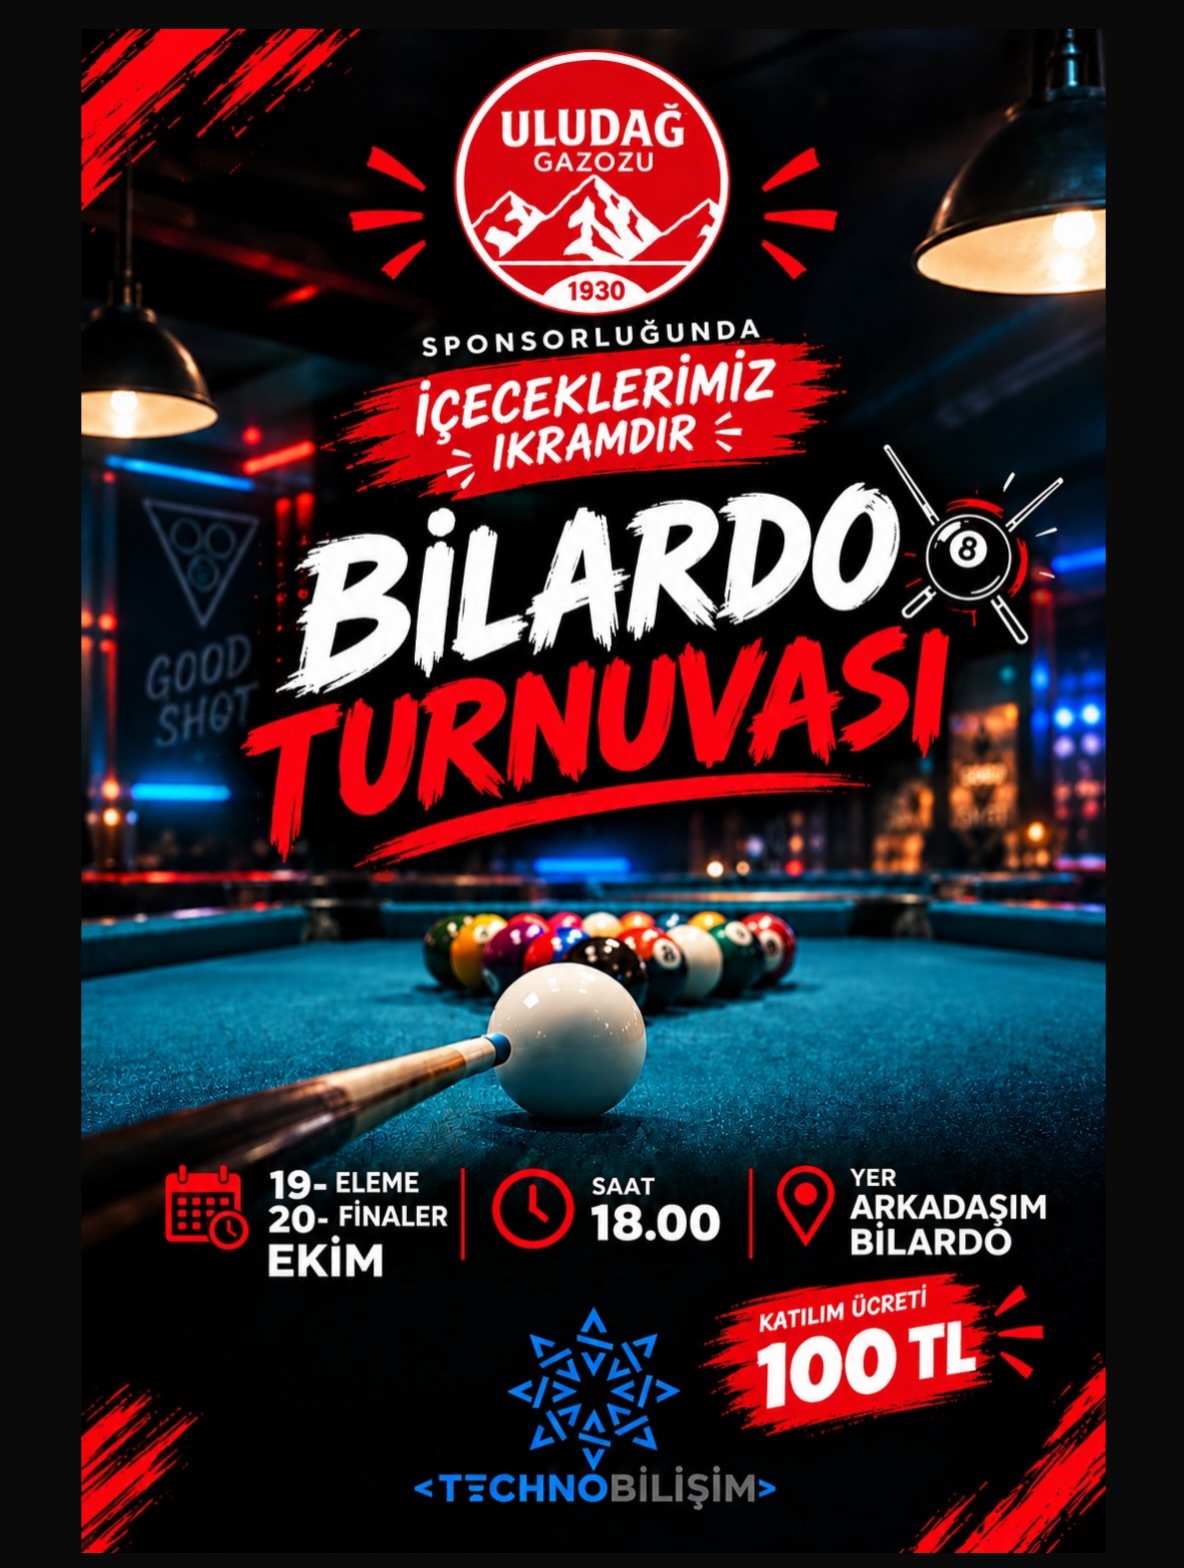 ULUDAĞ
GAZOZU
1930
SPONSORLUĞUNDA
İÇECEKLERİMİZ
IKRAMDIR
BİLARDO
8
TURNUVASI
GOOD
SHOT
19- ELEME
20- FİNALER
EKİM
SAAT
18.00
YER
ARKADAŞIM
BİLARDO
KATILIM ÜCRETİ
100 TL
<TECHNOBİLİŞİM>